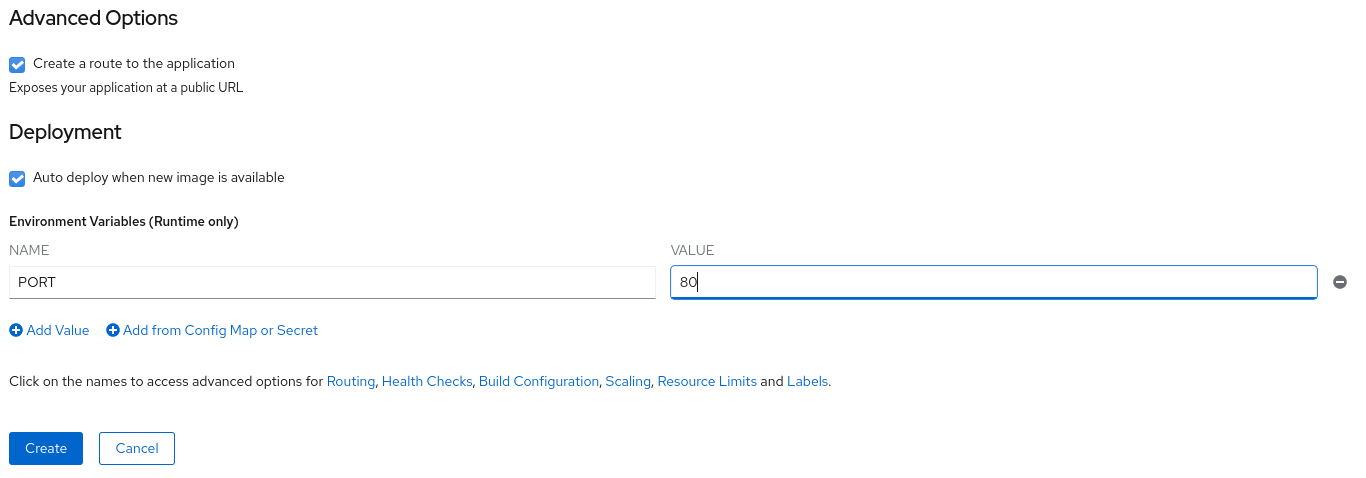 Advanced Options
Create a route to the application
Exposes your application at a public URL
Deployment
Auto deploy when new image is available
Environment Variables (Runtime only)
NAME VALUE
PORT 80
Add Value Add from Config Map or Secret
Click on the names to access advanced options for Routing, Health Checks, Build Configuration, Scaling, Resource Limits and Labels.
Create Cancel